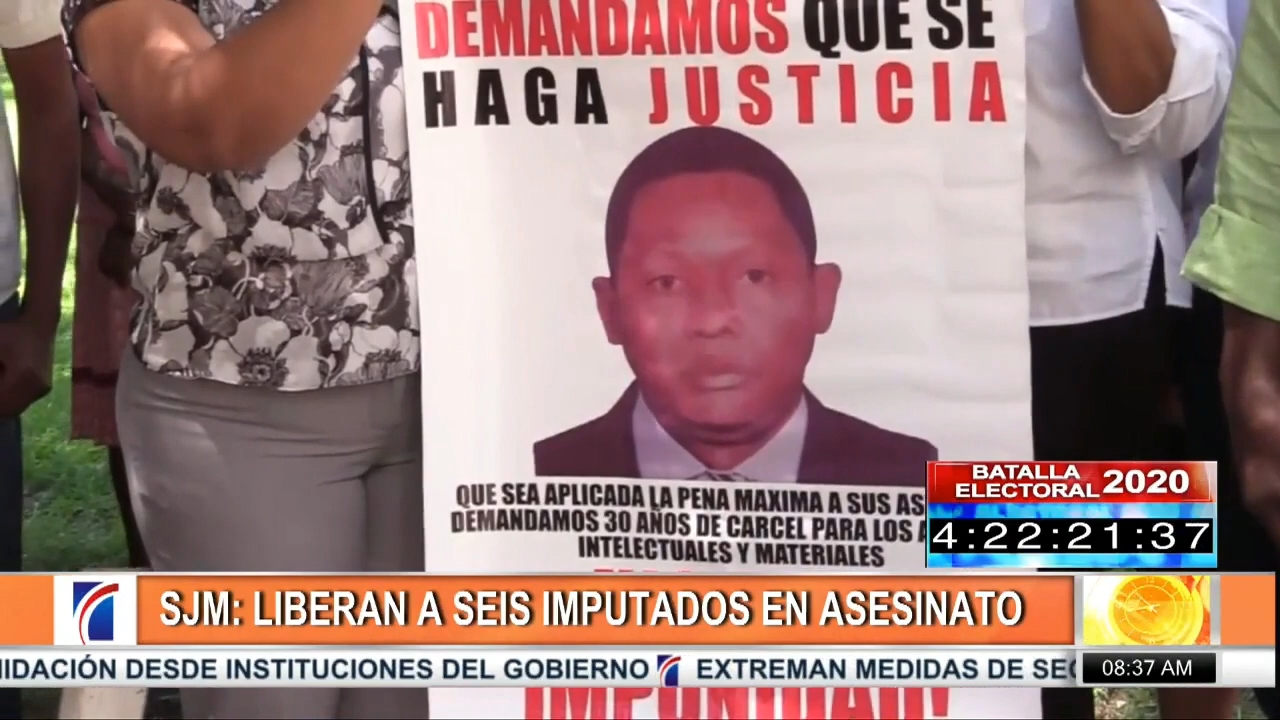 DEMANDAMOS QUE SE
HAGA JUSTICIA
QUE SEA APLICADA LA PENA MAXIMA A SUS
DEMANDAMOS 30 AÑOS DE CARCEL PARA LOS
INTELECTUALES Y MATERIALES
BATALLA
ELECTORAL 2020
4:22:21:37
SJM: LIBERAN A SEIS IMPUTADOS EN ASESINATO
DESDE INSTITUCIONES DEL GOBIERNO EXTREMAN MEDIDAS DE
08:37 AM